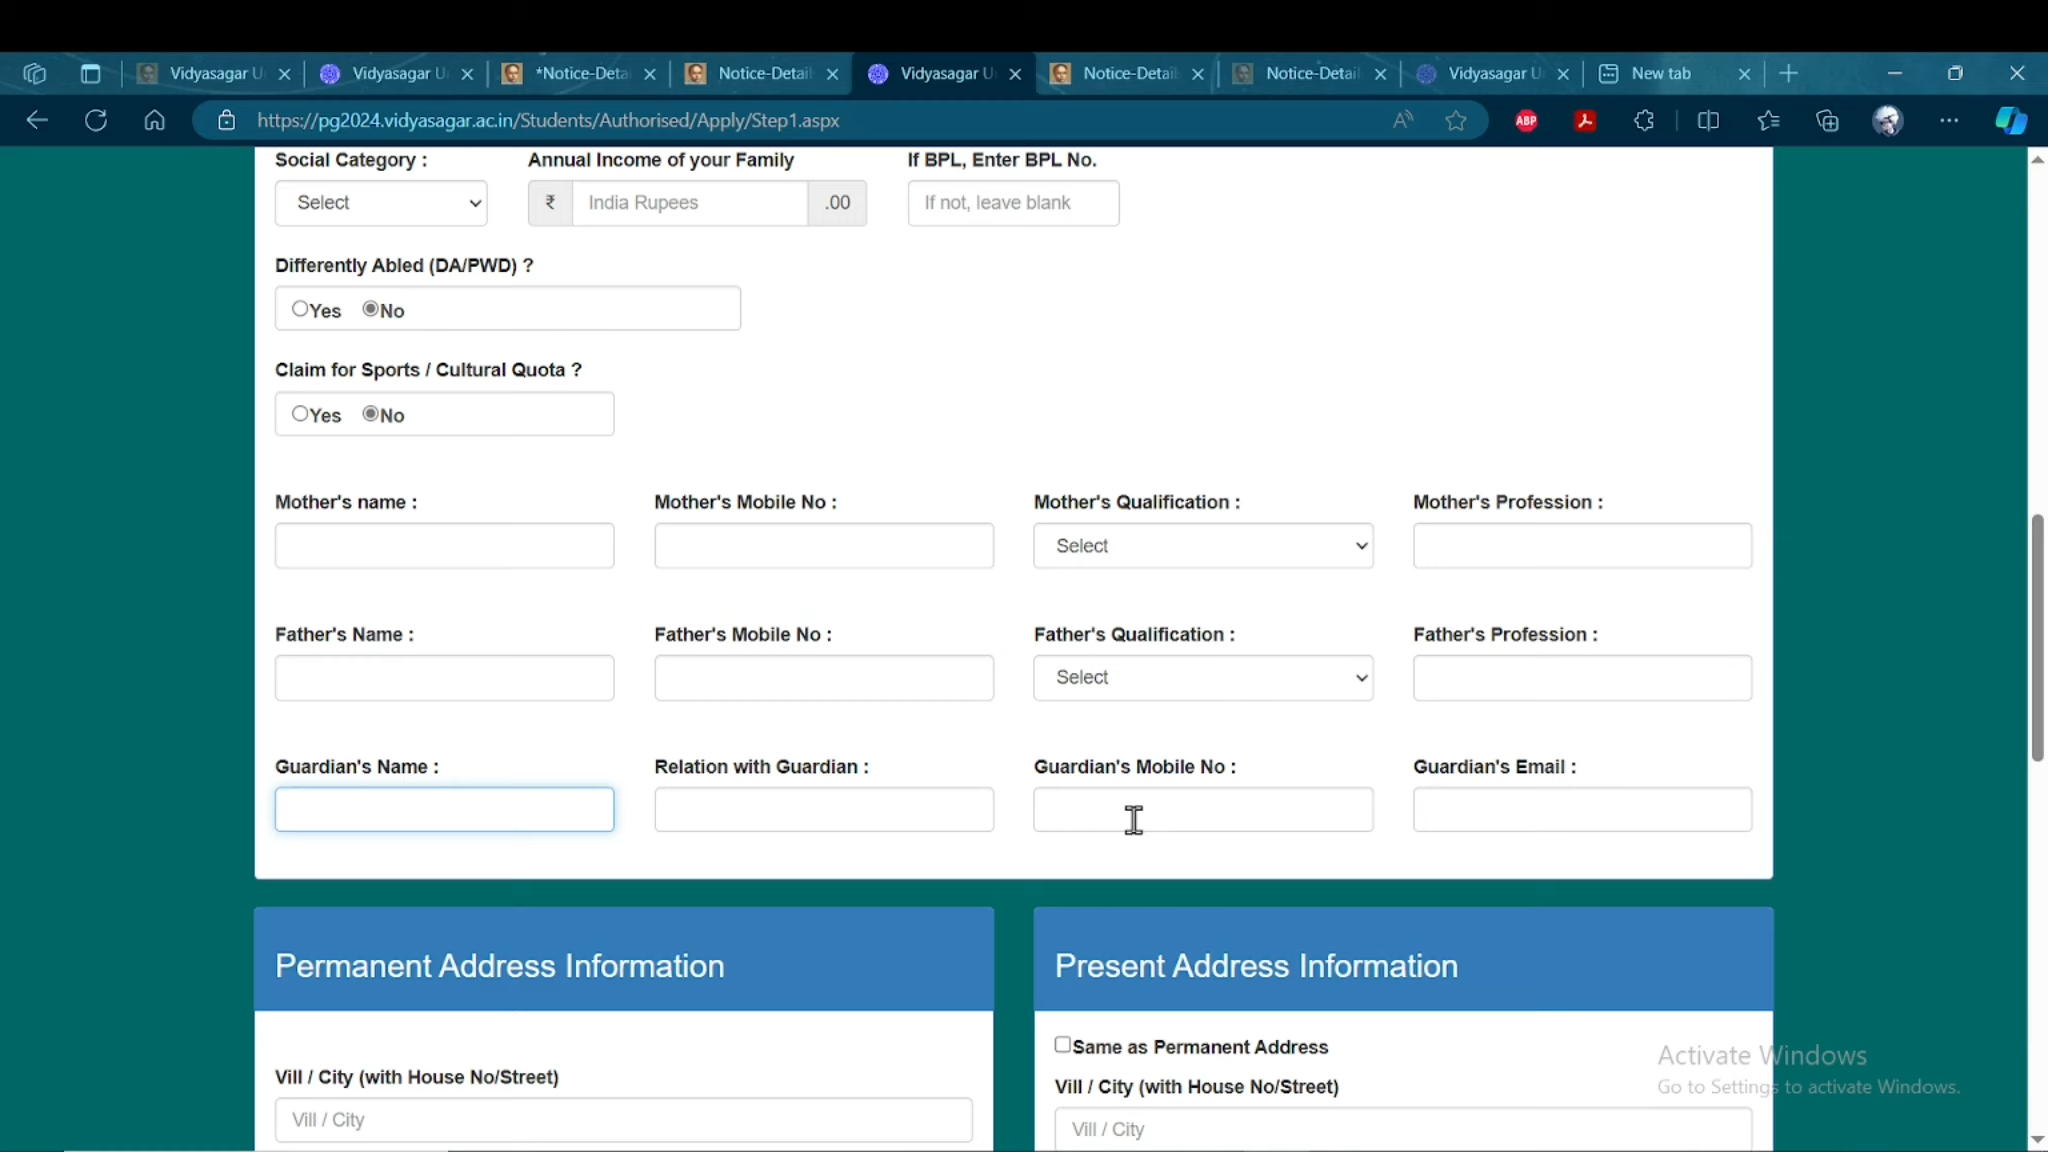 Vidyasagar U
Vidyasagar U
*Notice-Deta
Notice-Detail
Vidyasagar U
Notice-Detail
Notice-Detail
Vidyasagar U
New tab
https://pg2024.vidyasagar.ac.in/Students/Authorised/Apply/Step1.aspx
ABP
Social Category : Annual Income of your Family If BPL, Enter BPL No.
Select ₹ India Rupees .00 If not, leave blank
Differently Abled (DA/PWD) ?
Yes No
Claim for Sports / Cultural Quota ?
Yes No
Mother's name : Mother's Mobile No : Mother's Qualification : Mother's Profession :
Select
Father's Name : Father's Mobile No : Father's Qualification : Father's Profession :
Select
Guardian's Name : Relation with Guardian : Guardian's Mobile No : Guardian's Email :
Permanent Address Information
Vill / City (with House No/Street)
Vill / City
Present Address Information
Same as Permanent Address
Vill / City (with House No/Street)
Vill / City
Activate Windows
Go to Settings to activate Windows.